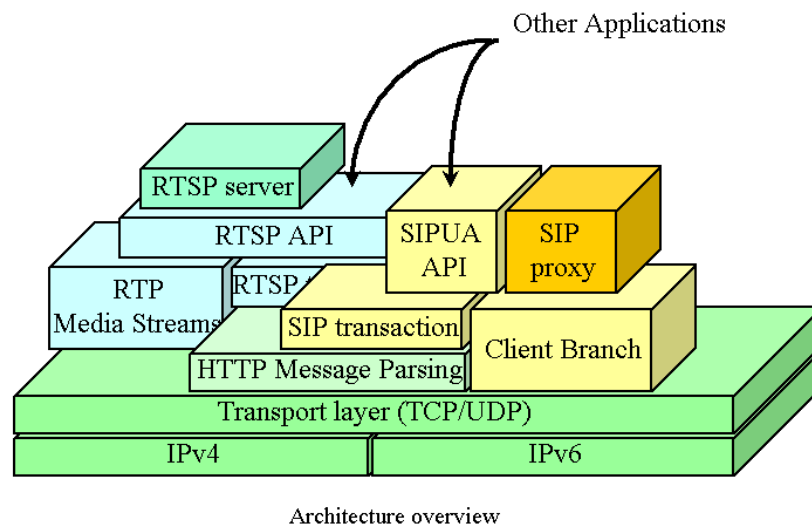 Other Applications
RTSP server
RTSP API
SIPUA
API
SIP
proxy
RTP
Media Streams
RTSP
SIP transaction
Client Branch
HTTP Message Parsing
Transport layer (TCP/UDP)
IPv4
IPv6
Architecture overview